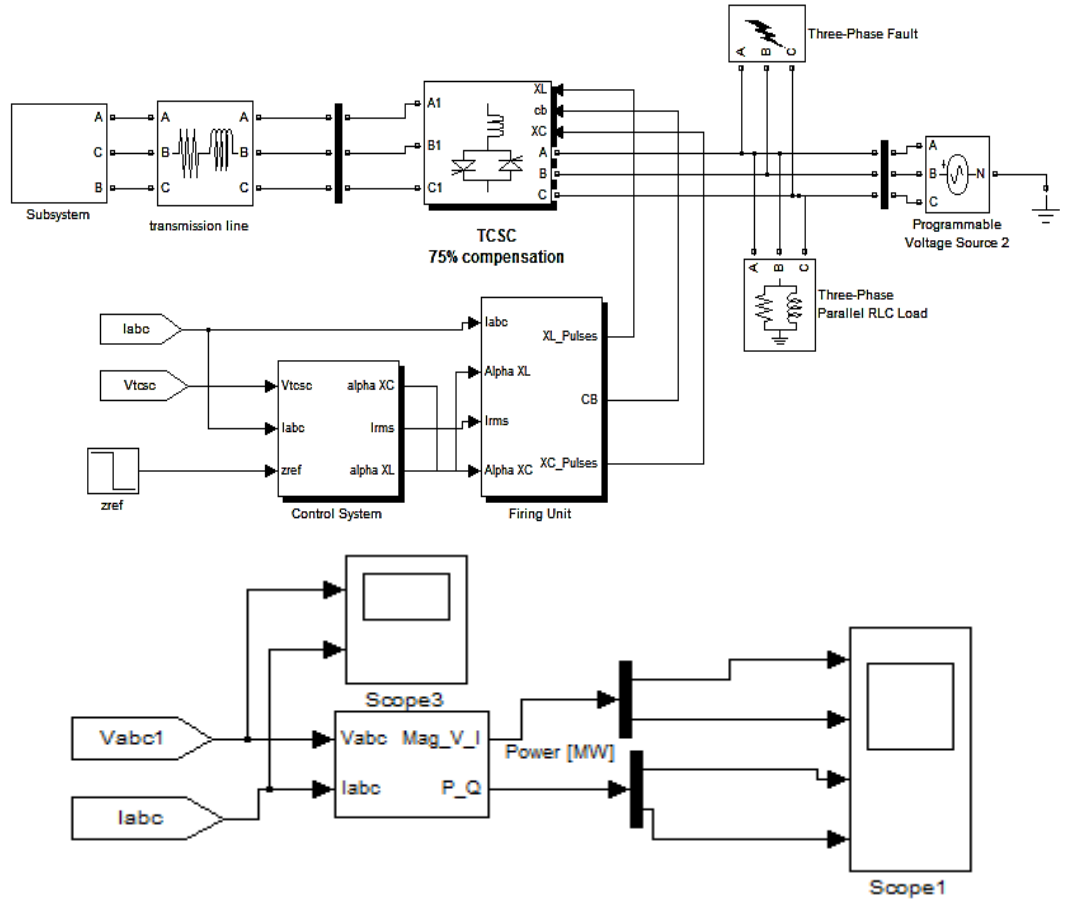 Three-Phase Fault
A B C
A A A
C B B
B C C
Subsystem
transmission line
A1
B1
C1
XL
cb
XC
A
B
C
TCSC
75% compensation
A
B
C
+
N
Programmable
Voltage Source 2
A B C
Three-Phase
Parallel RLC Load
Iabc
Vtcsc
zref
Vtcsc
Iabc
zref
alpha XC
Irms
alpha XL
Control System
Iabc
Alpha XL
Irms
Alpha XC
XL_Pulses
CB
XC_Pulses
Firing Unit
Scope3
Vabc1
Iabc
Vabc Mag_V_I
Iabc P_Q
Power [MW]
Scope1